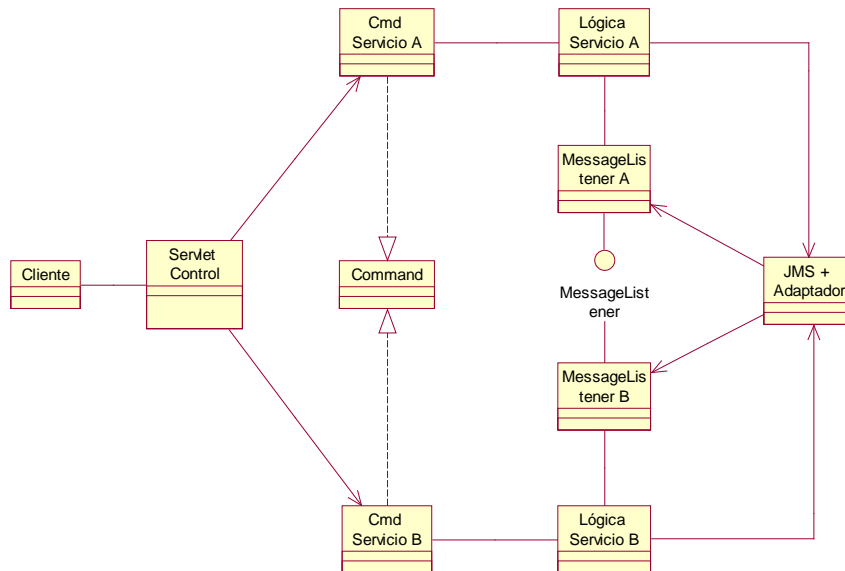 Cmd
Servicio A
Lógica
Servicio A
MessageLis
tener A
Cliente
Servlet
Control
Command
MessageList
ener
JMS +
Adaptador
MessageLis
tener B
Cmd
Servicio B
Lógica
Servicio B